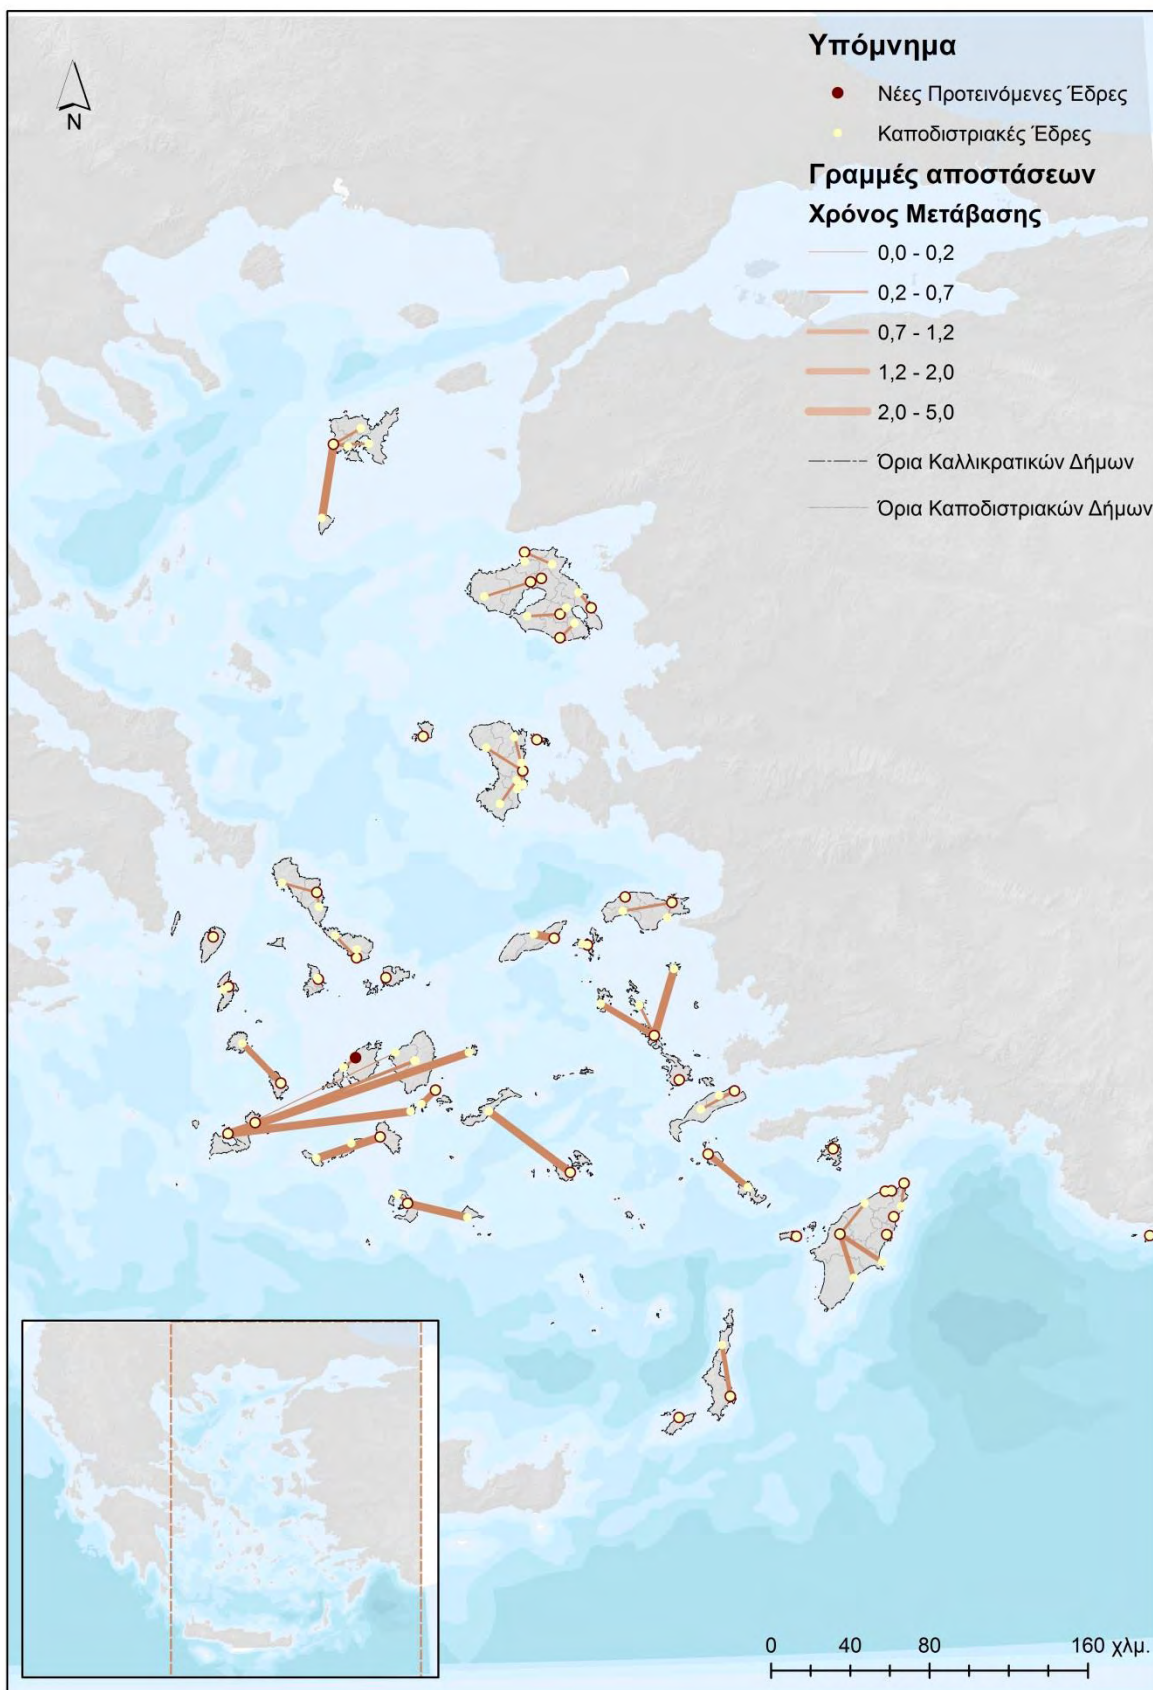 Υπόμνημα
N
Νέες Προτεινόμενες Έδρες
Καποδιστριακές Έδρες
Γραμμές αποστάσεων
Χρόνος Μετάβασης
0,0 - 0,2
0,2 - 0,7
0,7 - 1,2
1,2 - 2,0
2,0 - 5,0
Όρια Καλλικρατικών Δήμων
Όρια Καποδιστριακών Δήμων
0 40 80 160 χλμ.